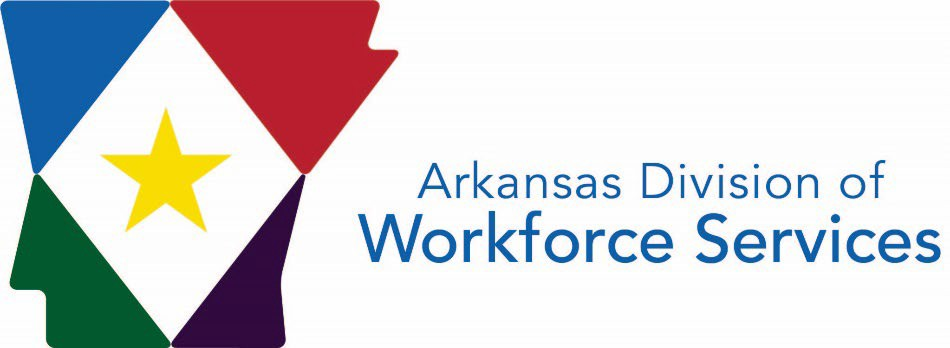 Arkansas Division of
Workforce Services